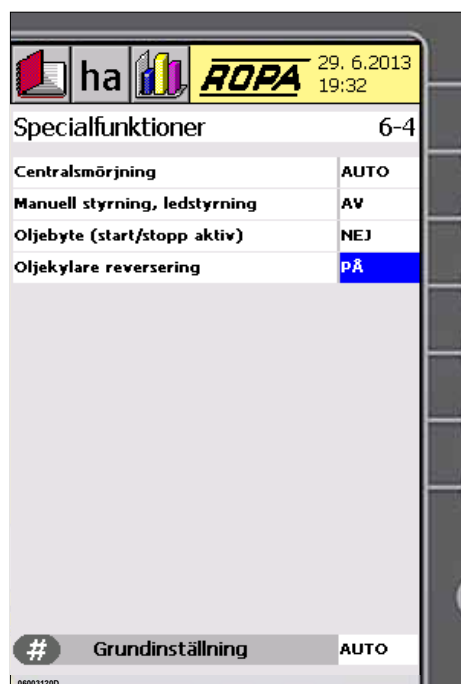 ha ROPA 29. 6.2013
19:32
Specialfunktioner 6-4
Centralsmörjning AUTO
Manuell styrning, ledstyrning AV
Oljebyte (start/stopp aktiv) NEJ
Oljekylare reversering PÅ
# Grundinställning AUTO